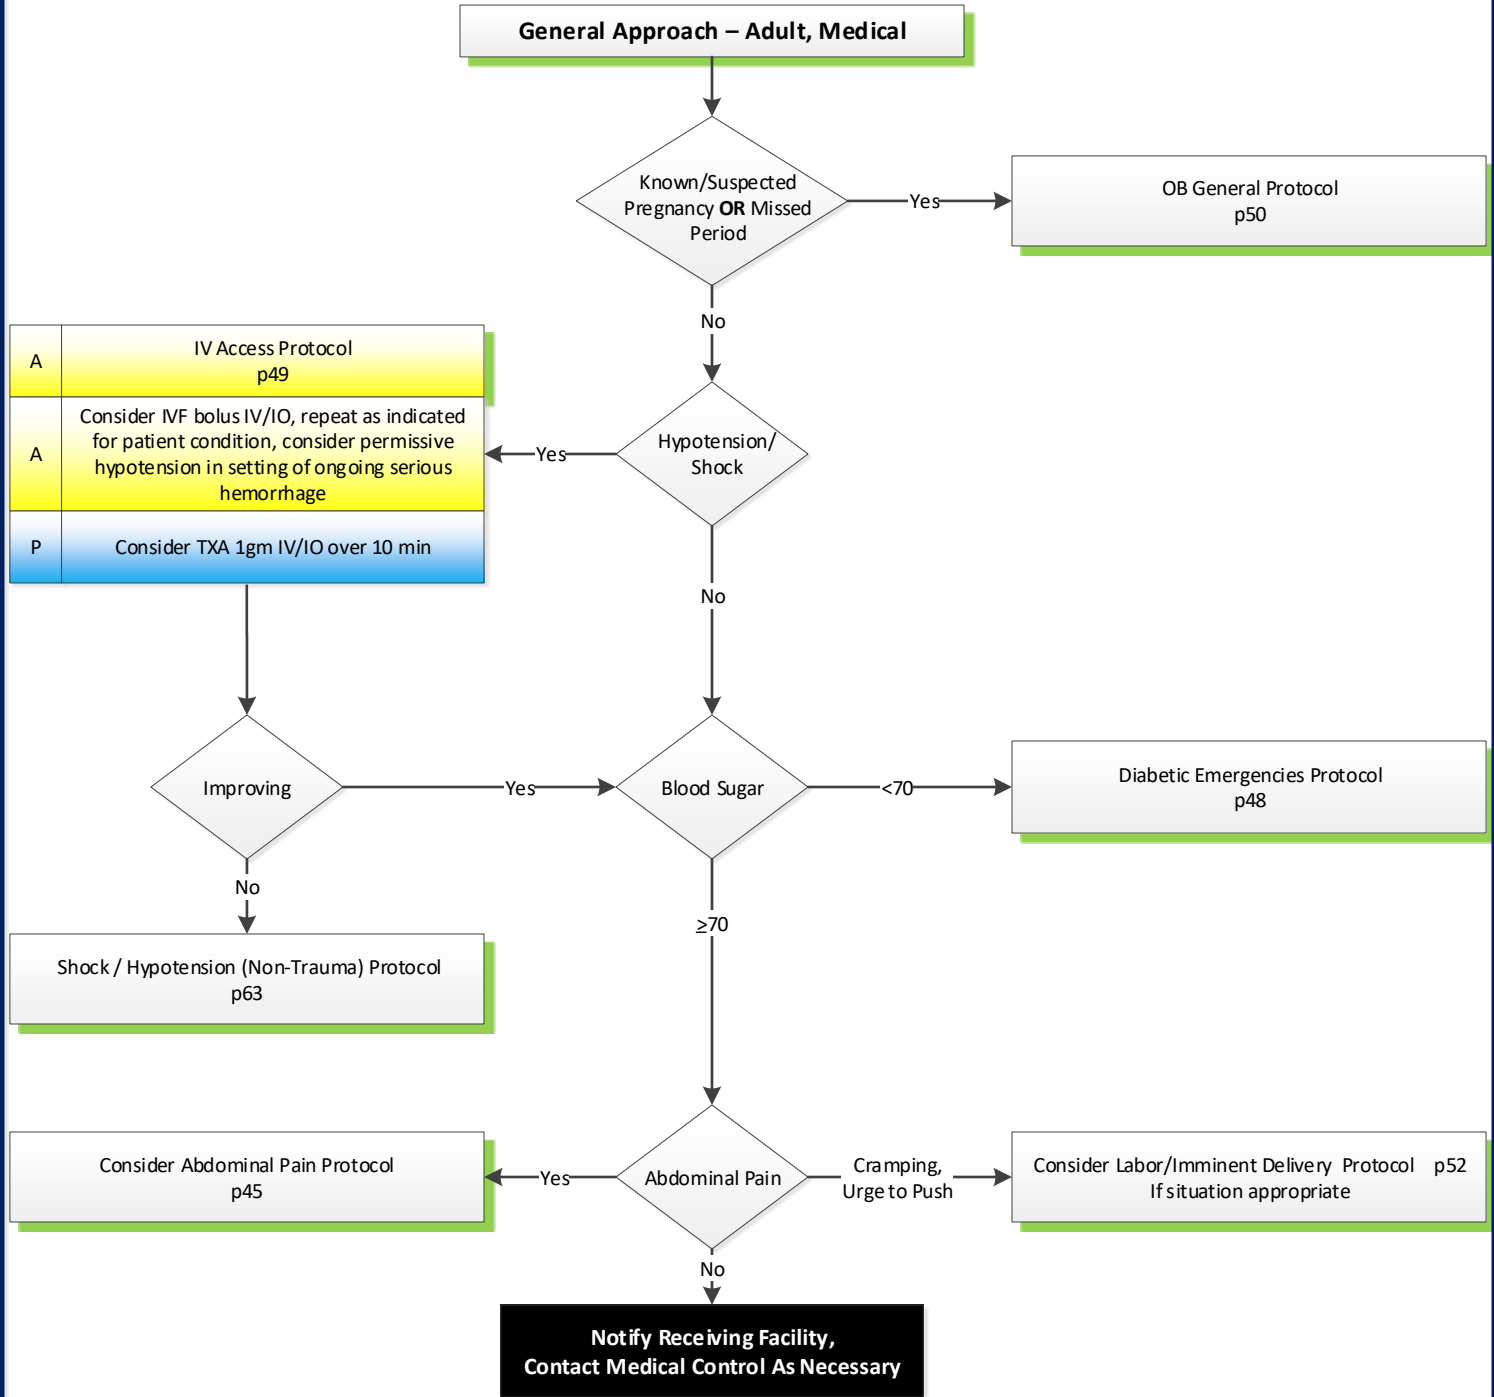 General Approach – Adult, Medical
Known/Suspected
Pregnancy OR Missed
Period
Yes
OB General Protocol
p50
No
A
IV Access Protocol
p49
A
Consider IVF bolus IV/IO, repeat as indicated
for patient condition, consider permissive
hypotension in setting of ongoing serious
hemorrhage
P
Consider TXA 1gm IV/IO over 10 min
Yes
Hypotension/
Shock
No
Improving
Yes
Blood Sugar
<70
Diabetic Emergencies Protocol
p48
No
≥70
Shock / Hypotension (Non-Trauma) Protocol
p63
Consider Abdominal Pain Protocol
p45
Yes
Abdominal Pain
Cramping,
Urge to Push
Consider Labor/Imminent Delivery Protocol p52
If situation appropriate
No
Notify Receiving Facility,
Contact Medical Control As Necessary